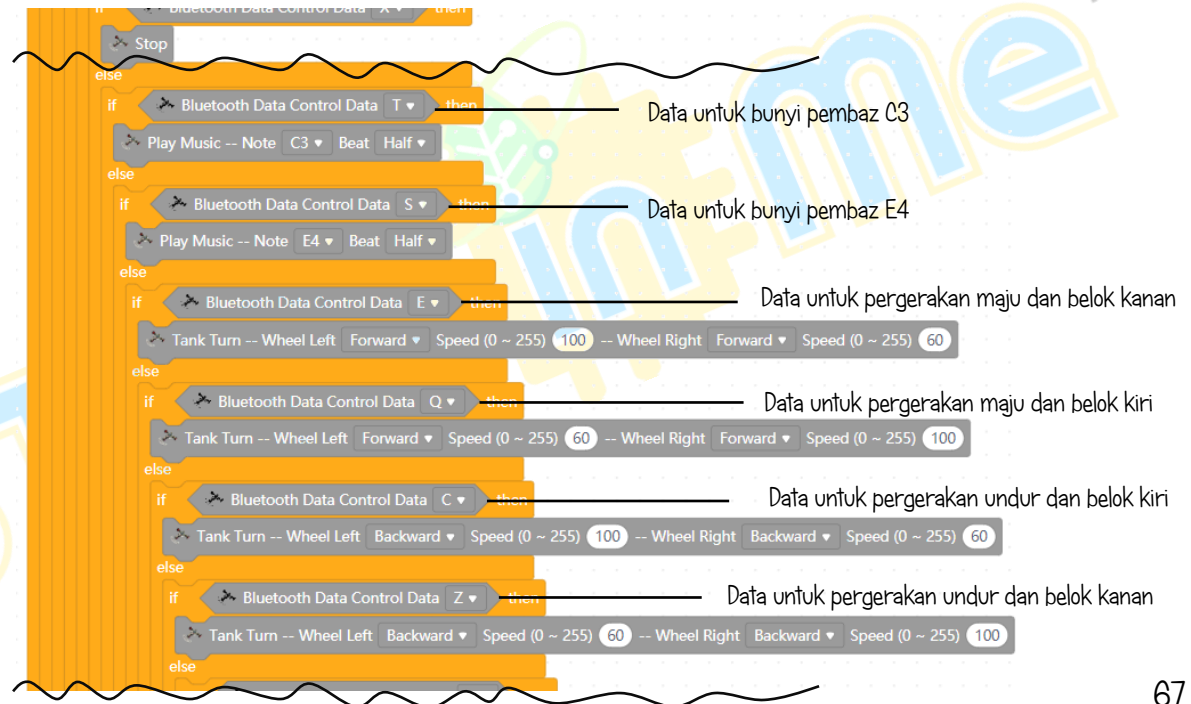 if Bluetooth Data Control Data X then
Stop
else
if Bluetooth Data Control Data T then
Data untuk bunyi pembaz C3
Play Music -- Note C3 Beat Half
else
if Bluetooth Data Control Data S then
Data untuk bunyi pembaz E4
Play Music -- Note E4 Beat Half
else
if Bluetooth Data Control Data E then
Data untuk pergerakan maju dan belok kanan
Tank Turn -- Wheel Left Forward Speed (0 ~ 255) 100 -- Wheel Right Forward Speed (0 ~ 255) 60
else
if Bluetooth Data Control Data Q then
Data untuk pergerakan maju dan belok kiri
Tank Turn -- Wheel Left Forward Speed (0 ~ 255) 60 -- Wheel Right Forward Speed (0 ~ 255) 100
else
if Bluetooth Data Control Data C then
Data untuk pergerakan undur dan belok kiri
Tank Turn -- Wheel Left Backward Speed (0 ~ 255) 100 -- Wheel Right Backward Speed (0 ~ 255) 60
else
if Bluetooth Data Control Data Z then
Data untuk pergerakan undur dan belok kanan
Tank Turn -- Wheel Left Backward Speed (0 ~ 255) 60 -- Wheel Right Backward Speed (0 ~ 255) 100
else
67